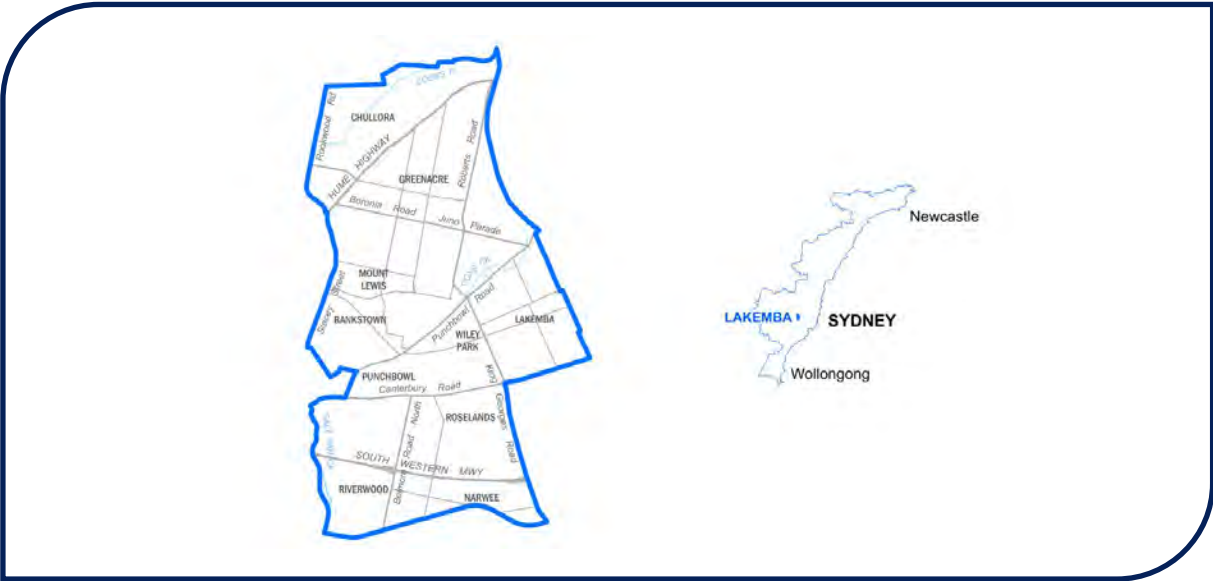 COOKS R
CHULLORA
Rookwood Rd
HUME HIGHWAY
GREENACRE
Roberts Road
Boronia Road
Juno Parade
MOUNT
LEWIS
Stacey Street
BANKSTOWN
Punchbowl Road
WILEY
PARK
LAKEMBA
PUNCHBOWL
Canterbury Road
King Georges Road
ROSELANDS
Belmore Road North
SOUTH WESTERN MWY
RIVERWOOD
NARWEE
Newcastle
LAKEMBA
SYDNEY
Wollongong